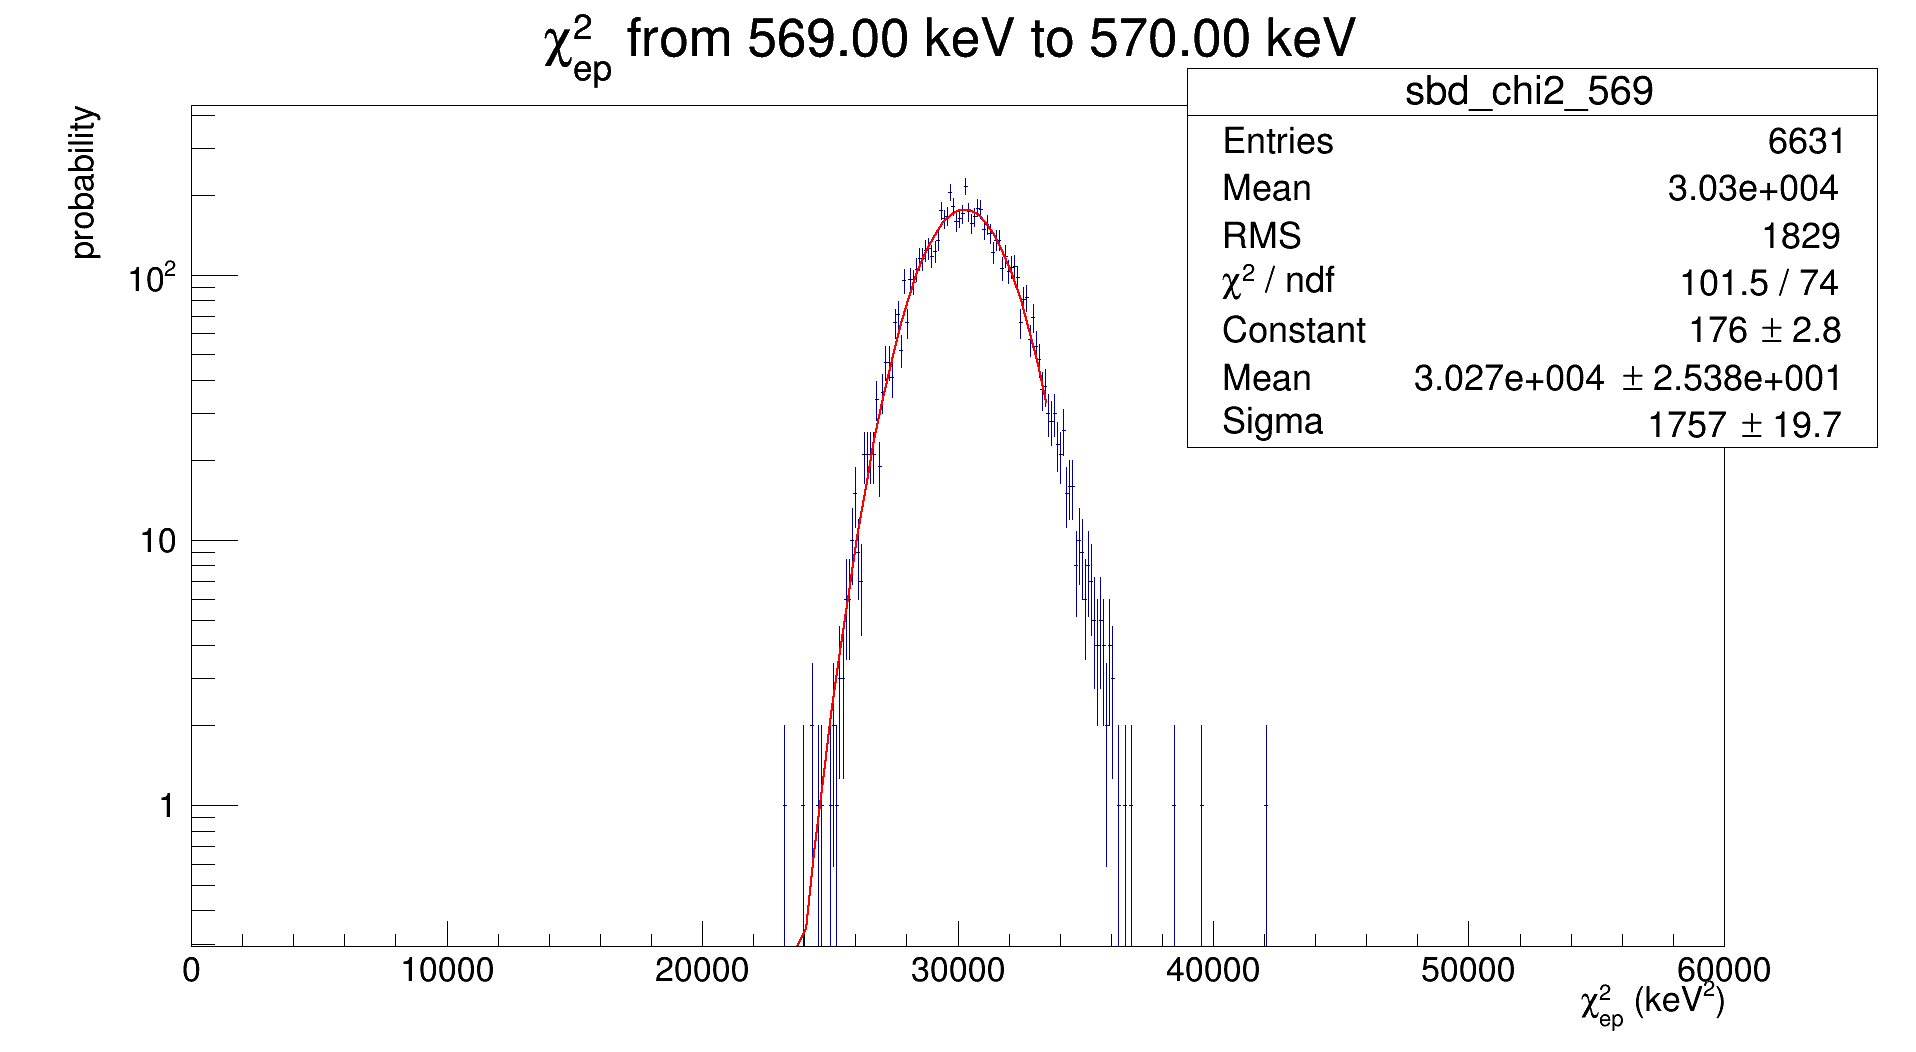 χ²ep from 569.00 keV to 570.00 keV
sbd_chi2_569
Entries 6631
Mean 3.03e+004
RMS 1829
χ² / ndf 101.5 / 74
Constant 176 ± 2.8
Mean 3.027e+004 ± 2.538e+001
Sigma 1757 ± 19.7
probability
10²
10
1
0 10000 20000 30000 40000 50000 60000
χ²ep (keV²)